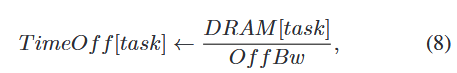 TimeOff[task] ← DRAM[task] / OffBw, (8)